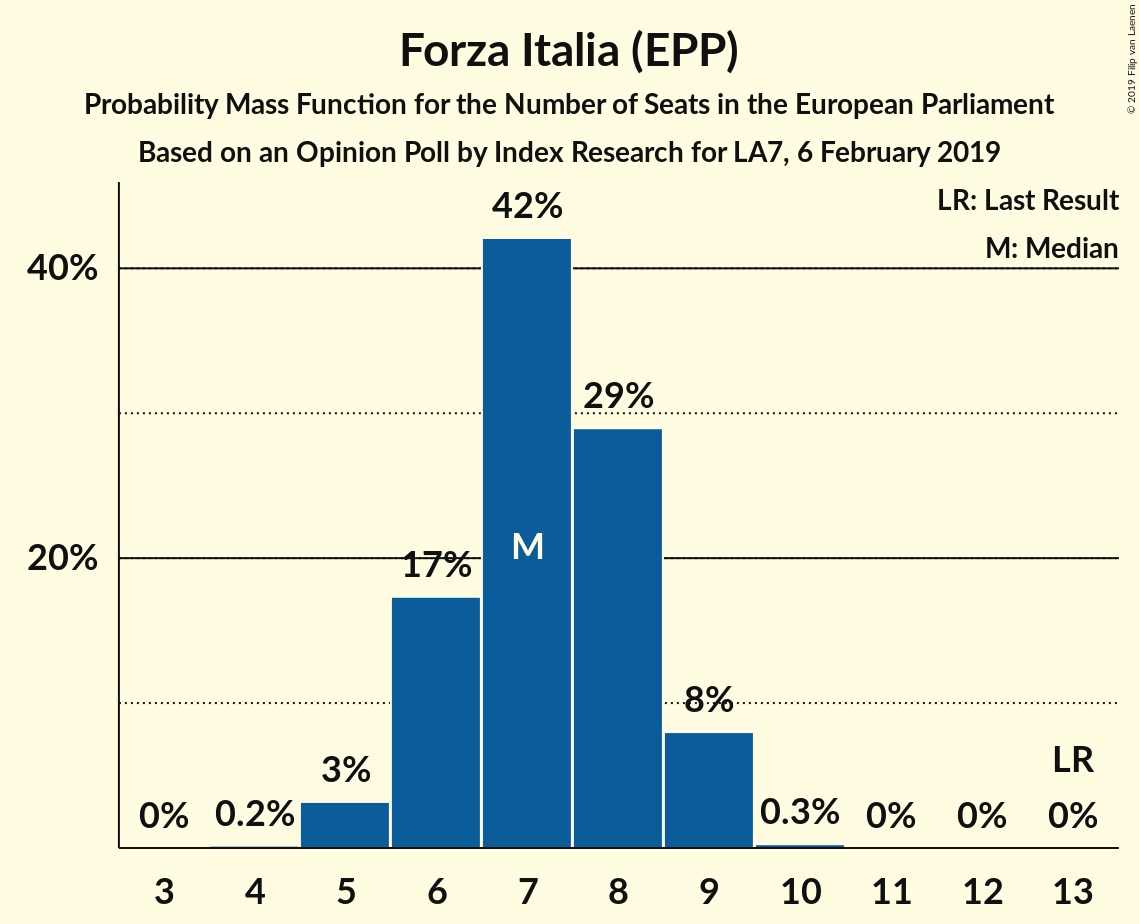 Forza Italia (EPP)
Probability Mass Function for the Number of Seats in the European Parliament
Based on an Opinion Poll by Index Research for LA7, 6 February 2019
© 2019 Filip van Laenen
LR: Last Result
M: Median
40%
20%
0%
0.2%
3%
17%
42%
M
29%
8%
0.3%
0%
0%
LR
0%
3 4 5 6 7 8 9 10 11 12 13